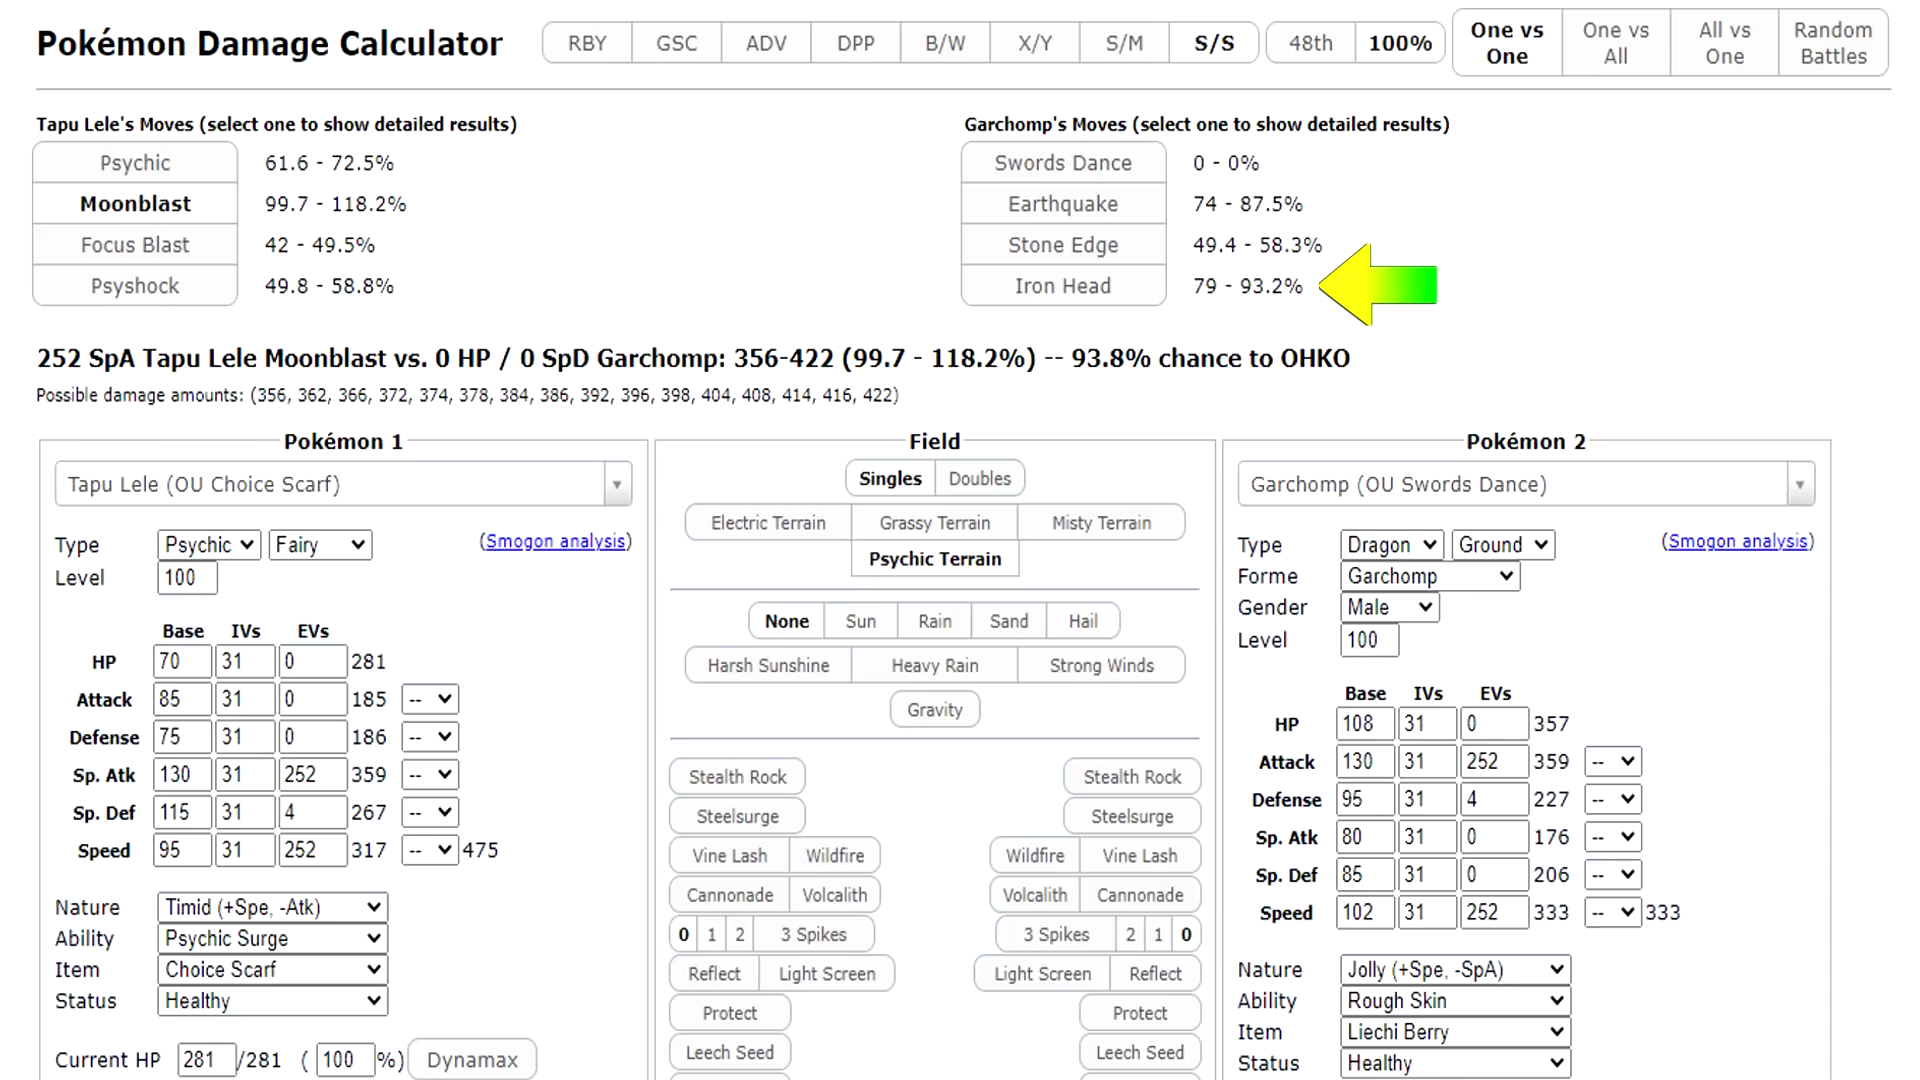 Pokémon Damage Calculator
RBY GSC ADV DPP B/W X/Y S/M S/S 48th 100% One vs One One vs All All vs One Random Battles
Tapu Lele's Moves (select one to show detailed results)
Psychic 61.6 - 72.5%
Moonblast 99.7 - 118.2%
Focus Blast 42 - 49.5%
Psyshock 49.8 - 58.8%
Garchomp's Moves (select one to show detailed results)
Swords Dance 0 - 0%
Earthquake 74 - 87.5%
Stone Edge 49.4 - 58.3%
Iron Head 79 - 93.2%
252 SpA Tapu Lele Moonblast vs. 0 HP / 0 SpD Garchomp: 356-422 (99.7 - 118.2%) -- 93.8% chance to OHKO
Possible damage amounts: (356, 362, 366, 372, 374, 378, 384, 386, 392, 396, 398, 404, 408, 414, 416, 422)
Pokémon 1
Tapu Lele (OU Choice Scarf)
Type Psychic Fairy (Smogon analysis)
Level 100
Base IVs EVs
HP 70 31 0 281
Attack 85 31 0 185 --
Defense 75 31 0 186 --
Sp. Atk 130 31 252 359 --
Sp. Def 115 31 4 267 --
Speed 95 31 252 317 -- 475
Nature Timid (+Spe, -Atk)
Ability Psychic Surge
Item Choice Scarf
Status Healthy
Current HP 281 /281 ( 100 %) Dynamax
Field
Singles Doubles
Electric Terrain Grassy Terrain Misty Terrain
Psychic Terrain
None Sun Rain Sand Hail
Harsh Sunshine Heavy Rain Strong Winds
Gravity
Stealth Rock Stealth Rock
Steelsurge Steelsurge
Vine Lash Wildfire Wildfire Vine Lash
Cannonade Volcalith Volcalith Cannonade
0 1 2 3 Spikes 3 Spikes 2 1 0
Reflect Light Screen Light Screen Reflect
Protect Protect
Leech Seed Leech Seed
Pokémon 2
Garchomp (OU Swords Dance)
Type Dragon Ground (Smogon analysis)
Forme Garchomp
Gender Male
Level 100
Base IVs EVs
HP 108 31 0 357
Attack 130 31 252 359 --
Defense 95 31 4 227 --
Sp. Atk 80 31 0 176 --
Sp. Def 85 31 0 206 --
Speed 102 31 252 333 -- 333
Nature Jolly (+Spe, -SpA)
Ability Rough Skin
Item Liechi Berry
Status Healthy